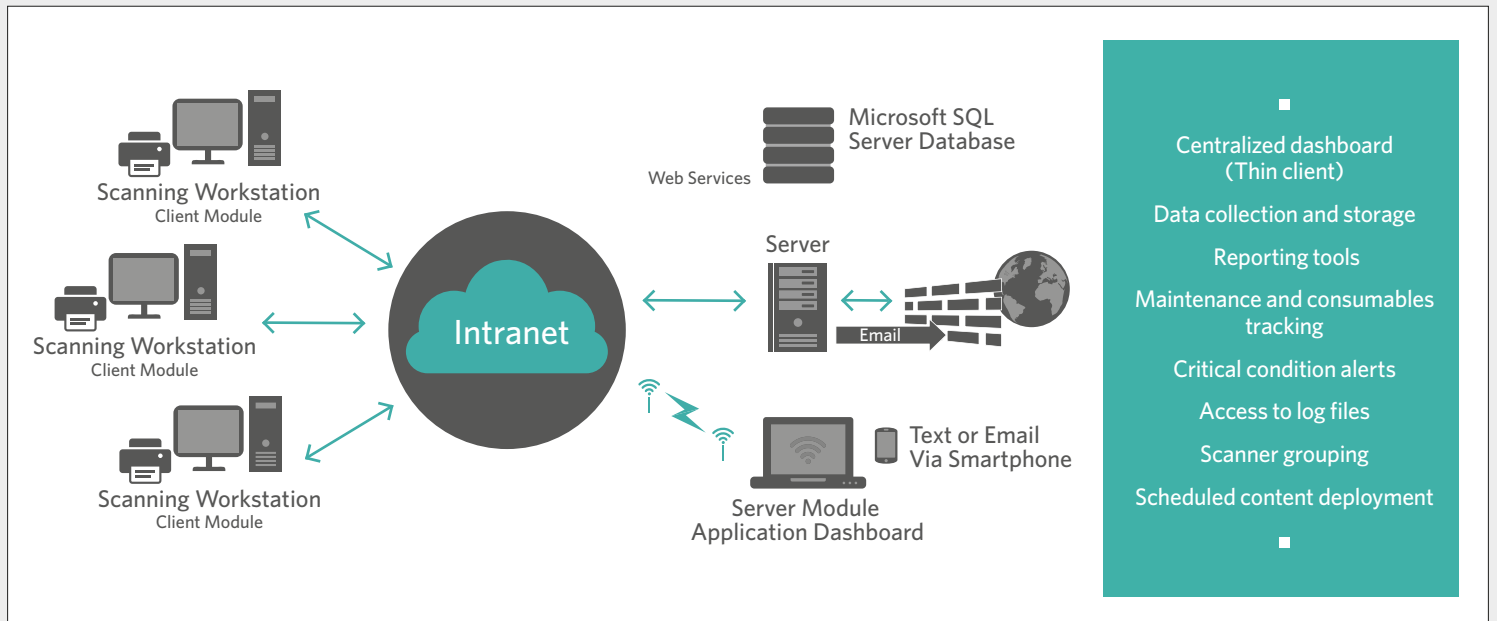 Scanning Workstation
Client Module
Scanning Workstation
Client Module
Scanning Workstation
Client Module
Intranet
Microsoft SQL
Server Database
Web Services
Server
Email
Text or Email
Via Smartphone
Server Module
Application Dashboard
Centralized dashboard
(Thin client)
Data collection and storage
Reporting tools
Maintenance and consumables
tracking
Critical condition alerts
Access to log files
Scanner grouping
Scheduled content deployment